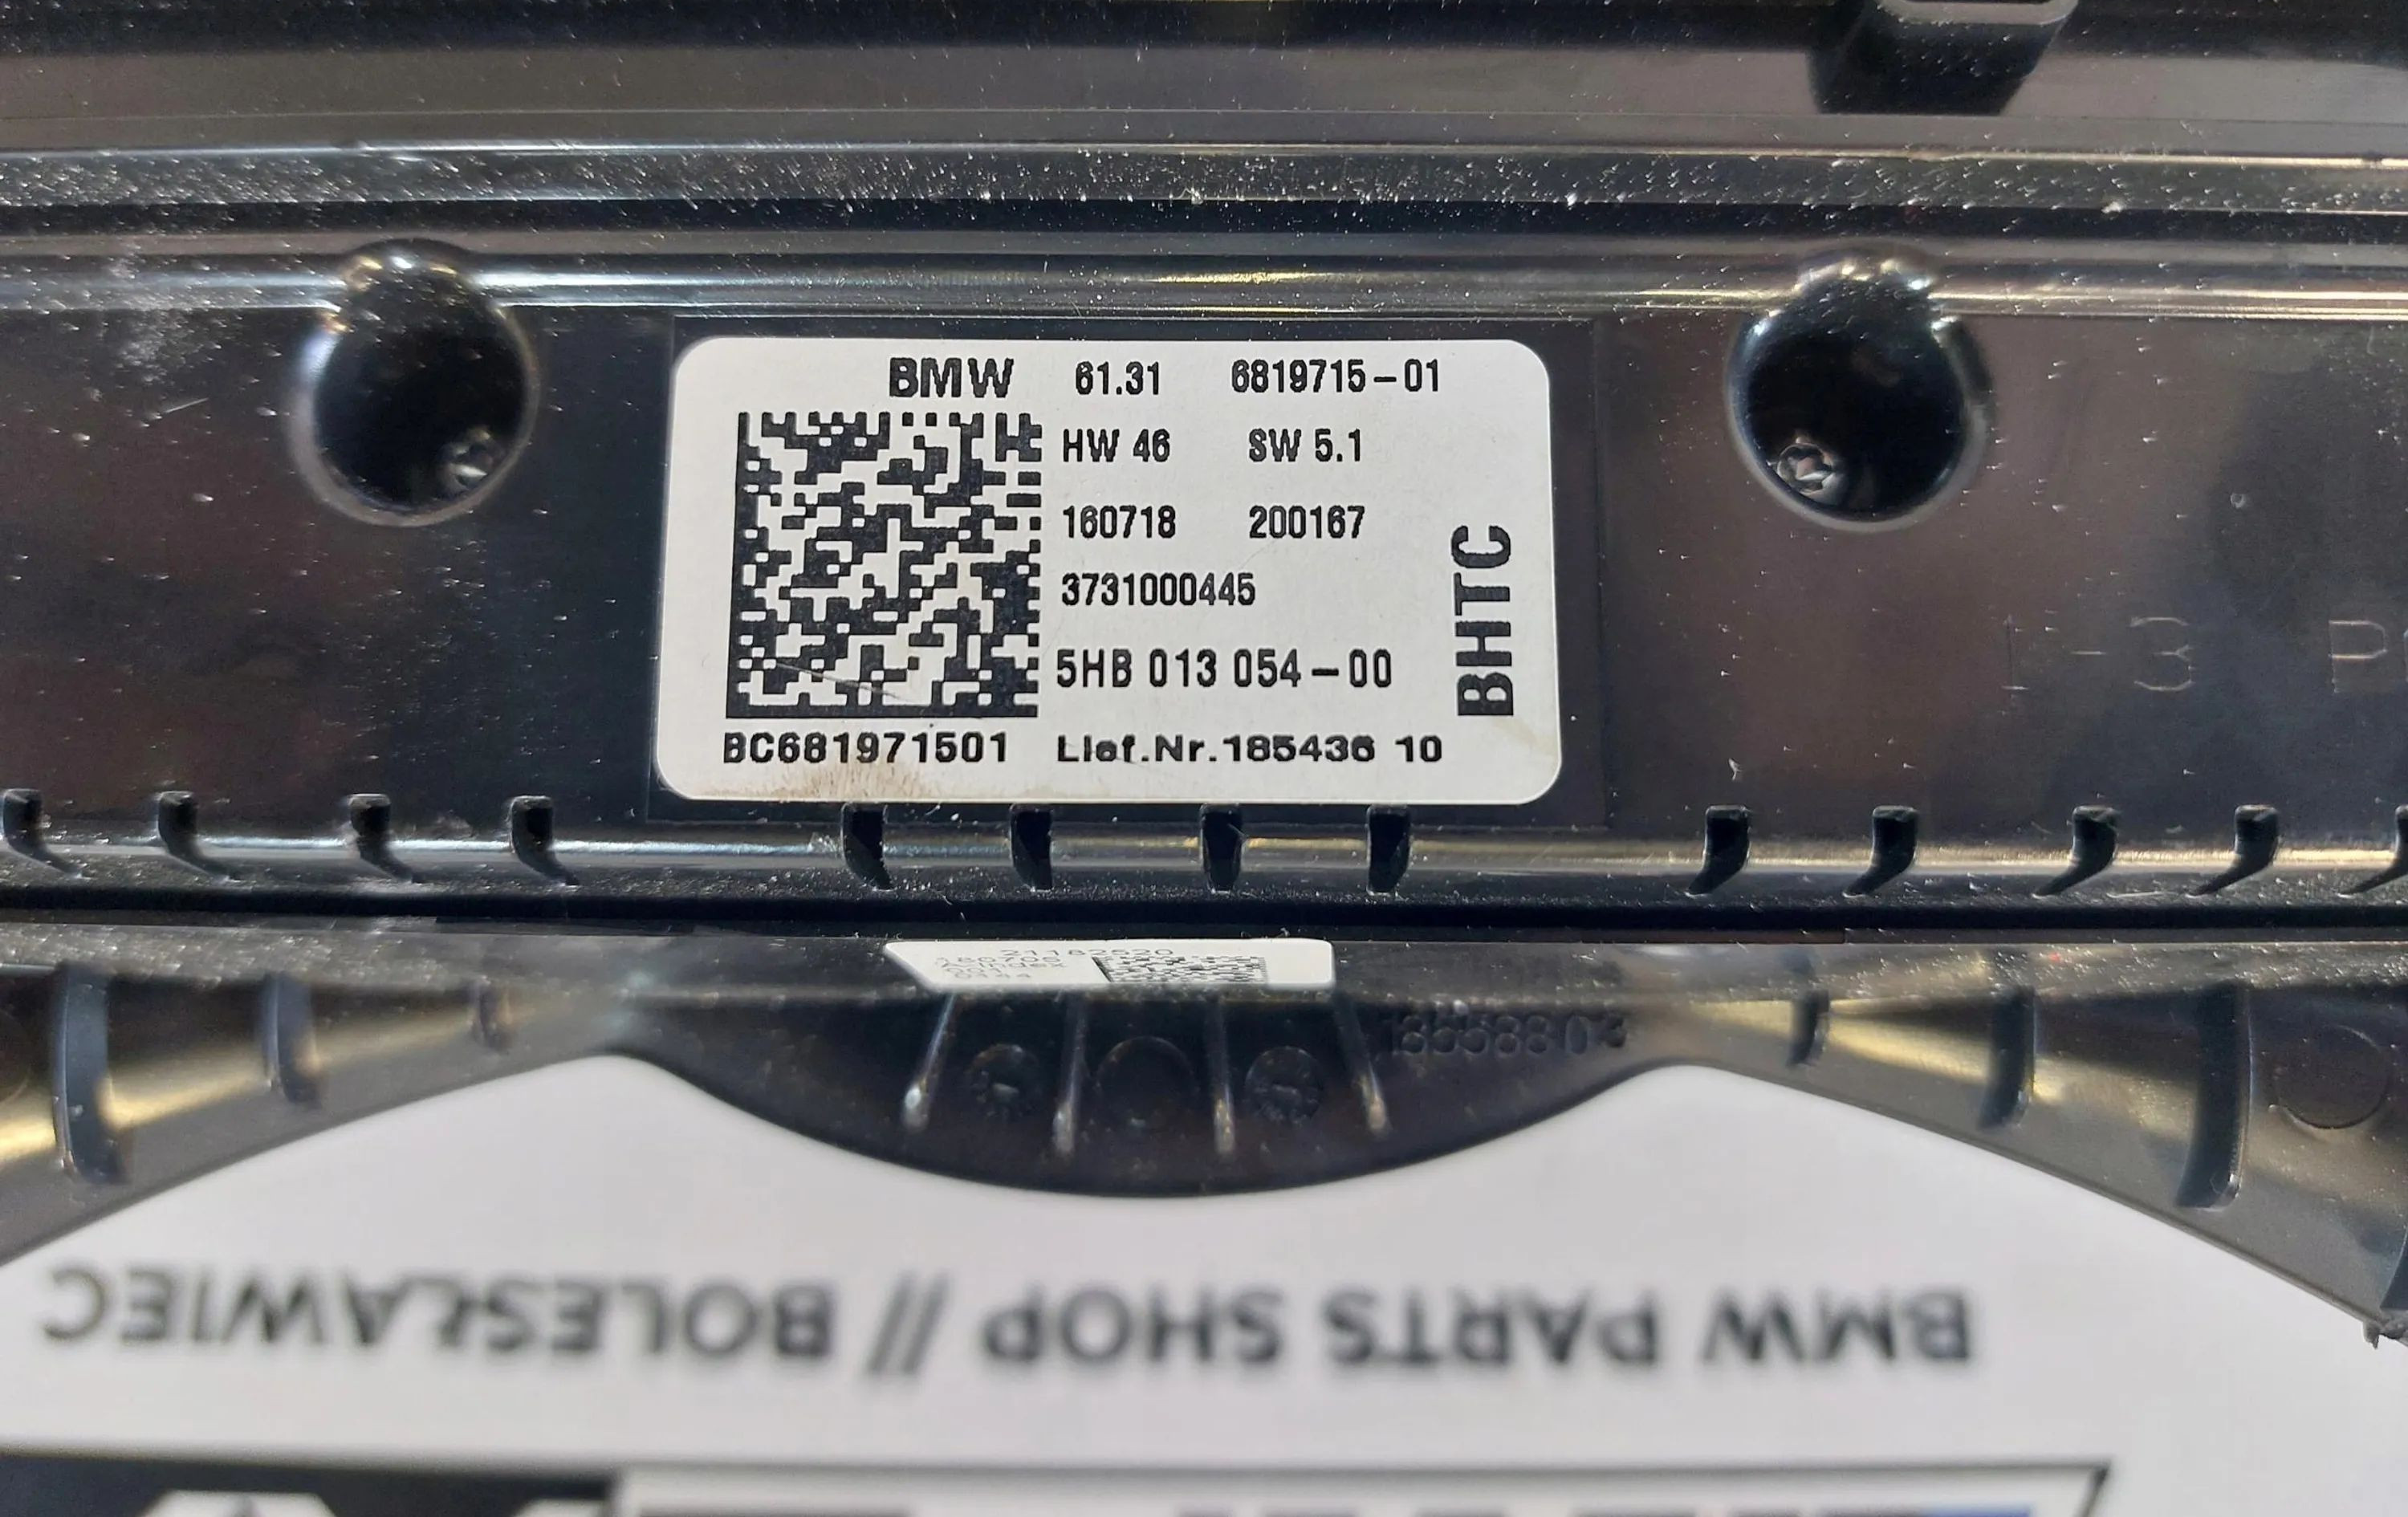 BMW 61.31 6819715-01
HW 46 SW 5.1
160718 200167
3731000445
5HB 013 054-00
BHTC
BC681971501 Lief.Nr.185436 10
BMW PARTS SHOP // BOLESŁAWIEC